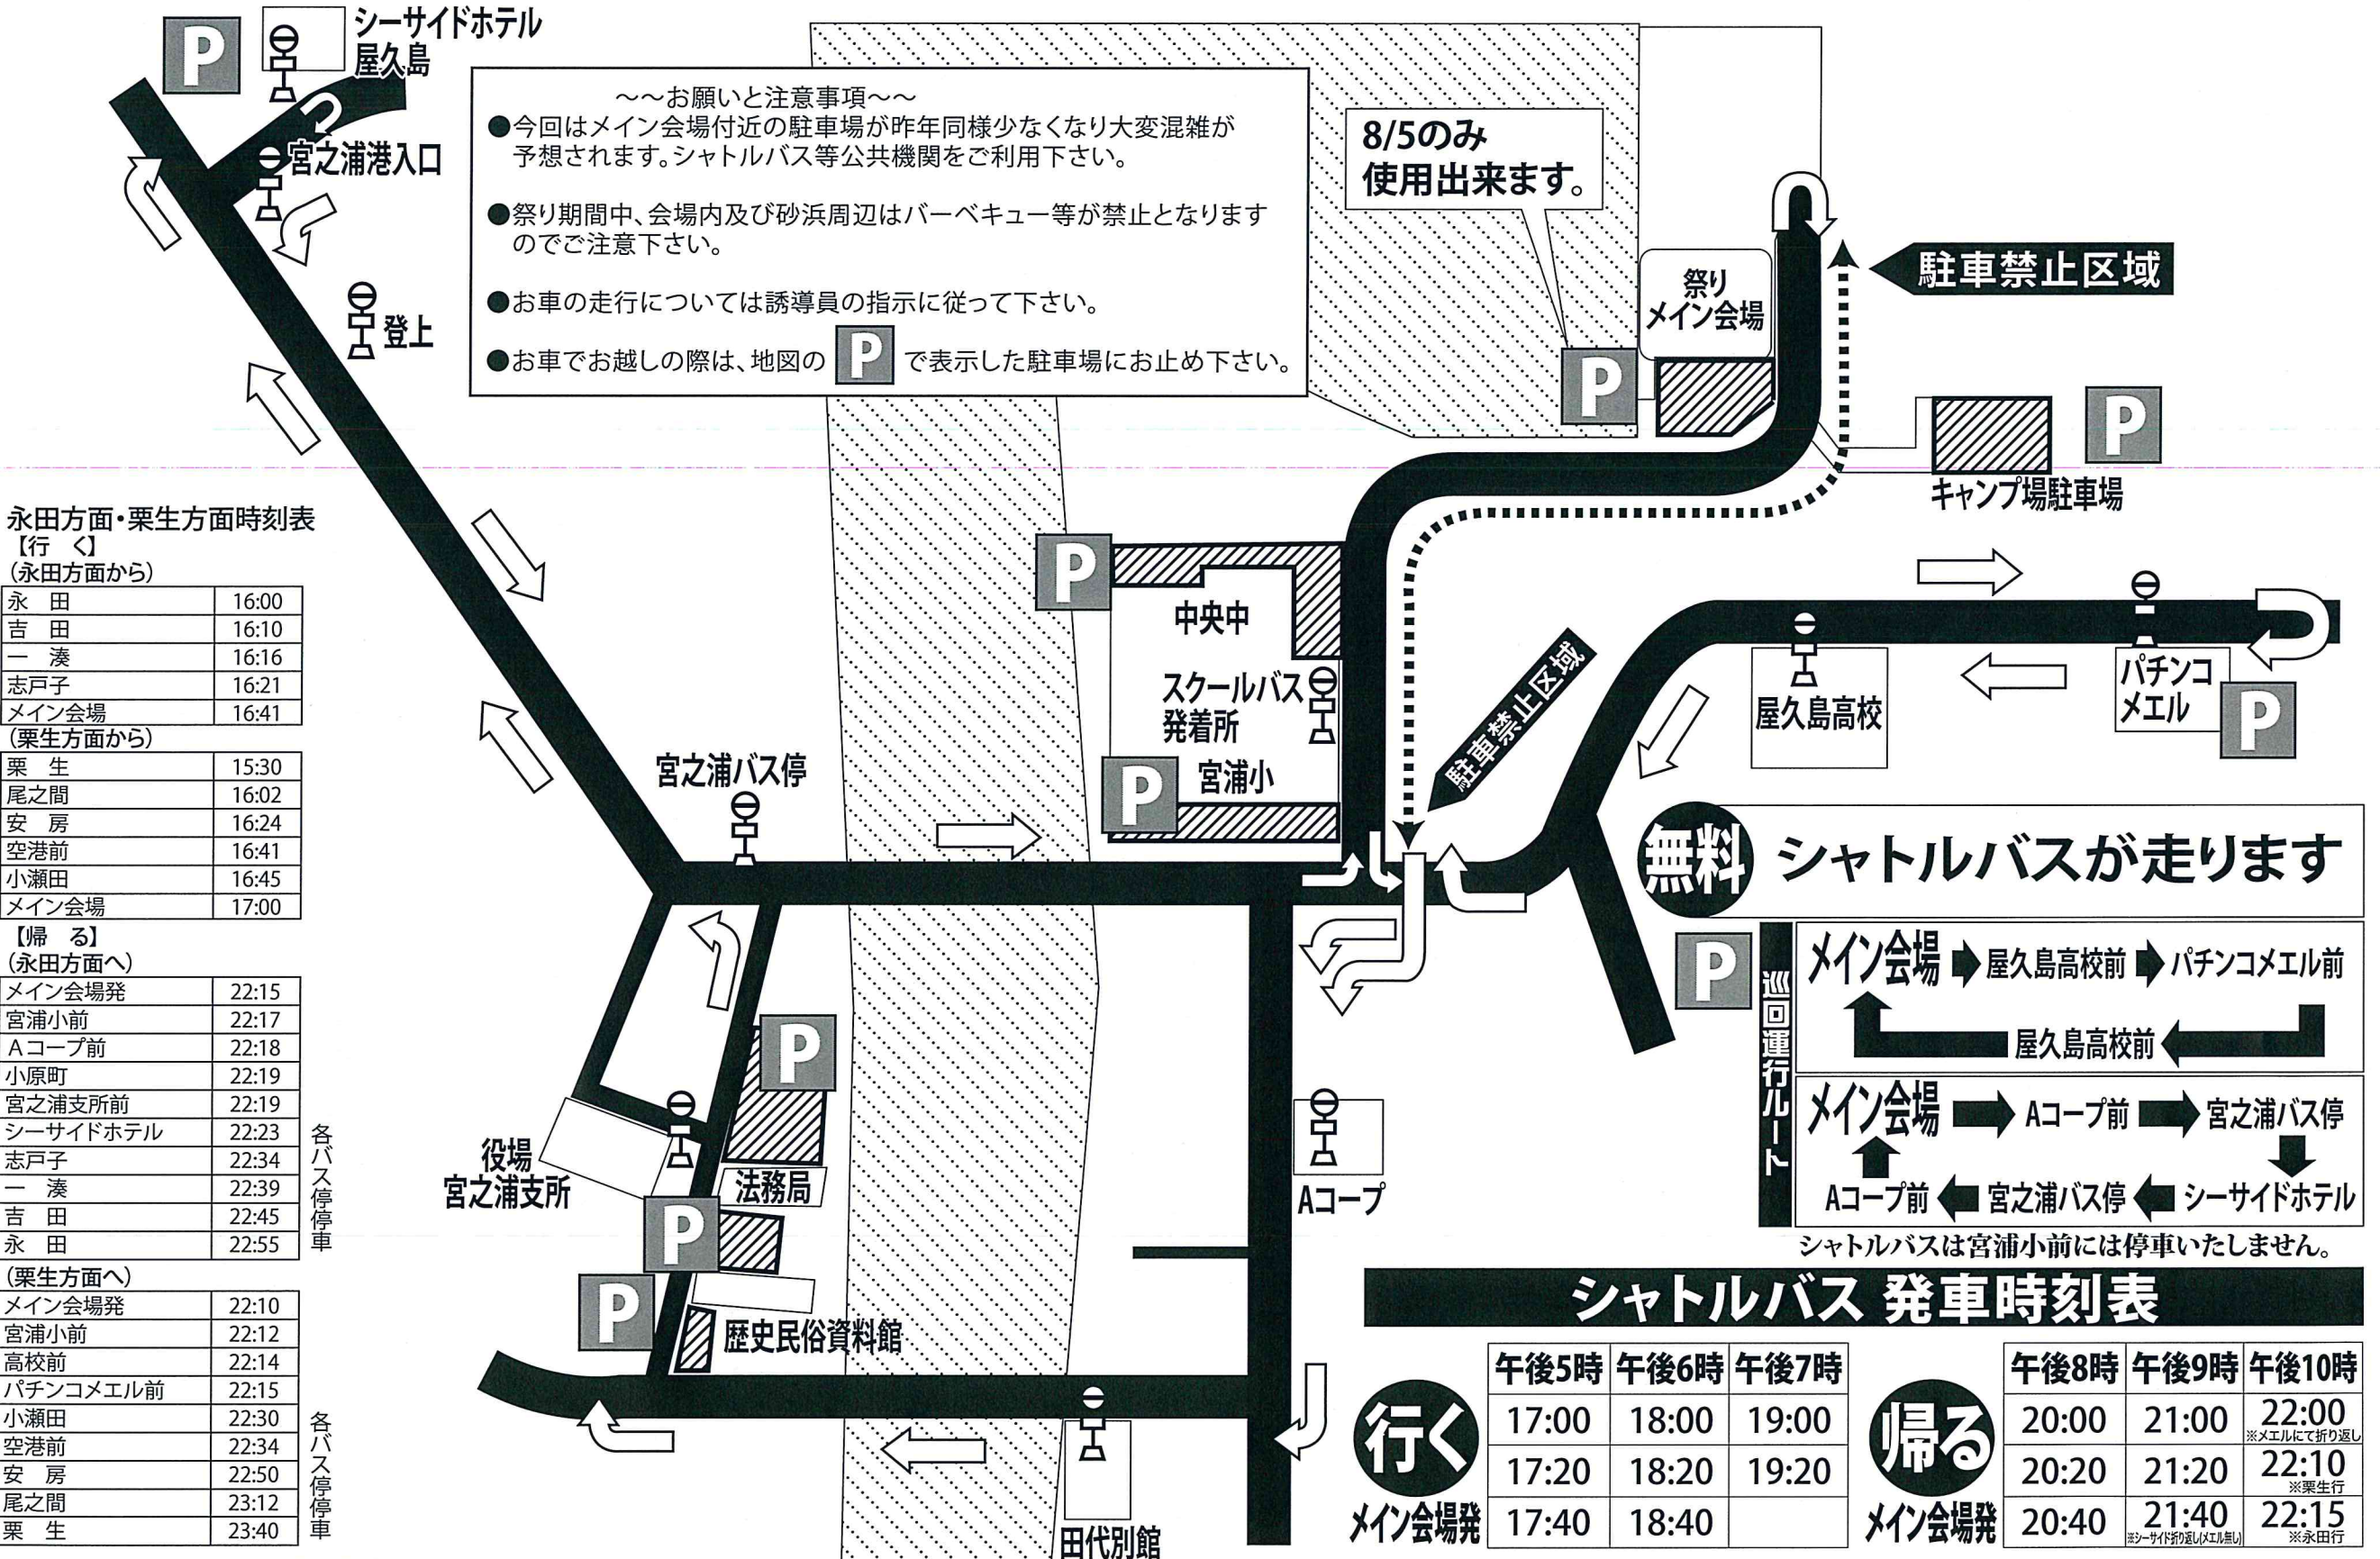 P
シーサイドホテル
屋久島
宮之浦港入口
登上
～～お願いと注意事項～～
●今回はメイン会場付近の駐車場が昨年同様少なくなり大変混雑が
予想されます。シャトルバス等公共機関をご利用下さい。
●祭り期間中、会場内及び砂浜周辺はバーベキュー等が禁止となります
のでご注意下さい。
●お車の走行については誘導員の指示に従って下さい。
●お車でお越しの際は、地図の P で表示した駐車場にお止め下さい。
8/5のみ
使用出来ます。
祭り
メイン会場
P
駐車禁止区域
P
キャンプ場駐車場
P
中央中
スクールバス
発着所
P
宮浦小
駐車禁止区域
屋久島高校
パチンコ
メエル
P
宮之浦バス停
P
役場
宮之浦支所
法務局
P
P
歴史民俗資料館
Aコープ
田代別館
P
永田方面・栗生方面時刻表
【行 く】
(永田方面から)
永 田 16:00
吉 田 16:10
一 湊 16:16
志戸子 16:21
メイン会場 16:41
(栗生方面から)
栗 生 15:30
尾之間 16:02
安 房 16:24
空港前 16:41
小瀬田 16:45
メイン会場 17:00
【帰 る】
(永田方面へ)
メイン会場発 22:15
宮浦小前 22:17
Aコープ前 22:18
小原町 22:19
宮之浦支所前 22:19
シーサイドホテル 22:23
志戸子 22:34
一 湊 22:39
吉 田 22:45
永 田 22:55
各バス停停車
(栗生方面へ)
メイン会場発 22:10
宮浦小前 22:12
高校前 22:14
パチンコメエル前 22:15
小瀬田 22:30
空港前 22:34
安 房 22:50
尾之間 23:12
栗 生 23:40
各バス停停車
無料 シャトルバスが走ります
巡回運行ルート
メイン会場 屋久島高校前 パチンコメエル前
屋久島高校前
メイン会場 Aコープ前 宮之浦バス停
Aコープ前 宮之浦バス停 シーサイドホテル
シャトルバスは宮浦小前には停車いたしません。
シャトルバス 発車時刻表
行く
メイン会場発
午後5時 午後6時 午後7時
17:00 18:00 19:00
17:20 18:20 19:20
17:40 18:40
帰る
メイン会場発
午後8時 午後9時 午後10時
20:00 21:00 22:00
※メエルにて折り返し
20:20 21:20 22:10
※栗生行
20:40 21:40 22:15
※シーサイド折り返し(メエル無し) ※永田行